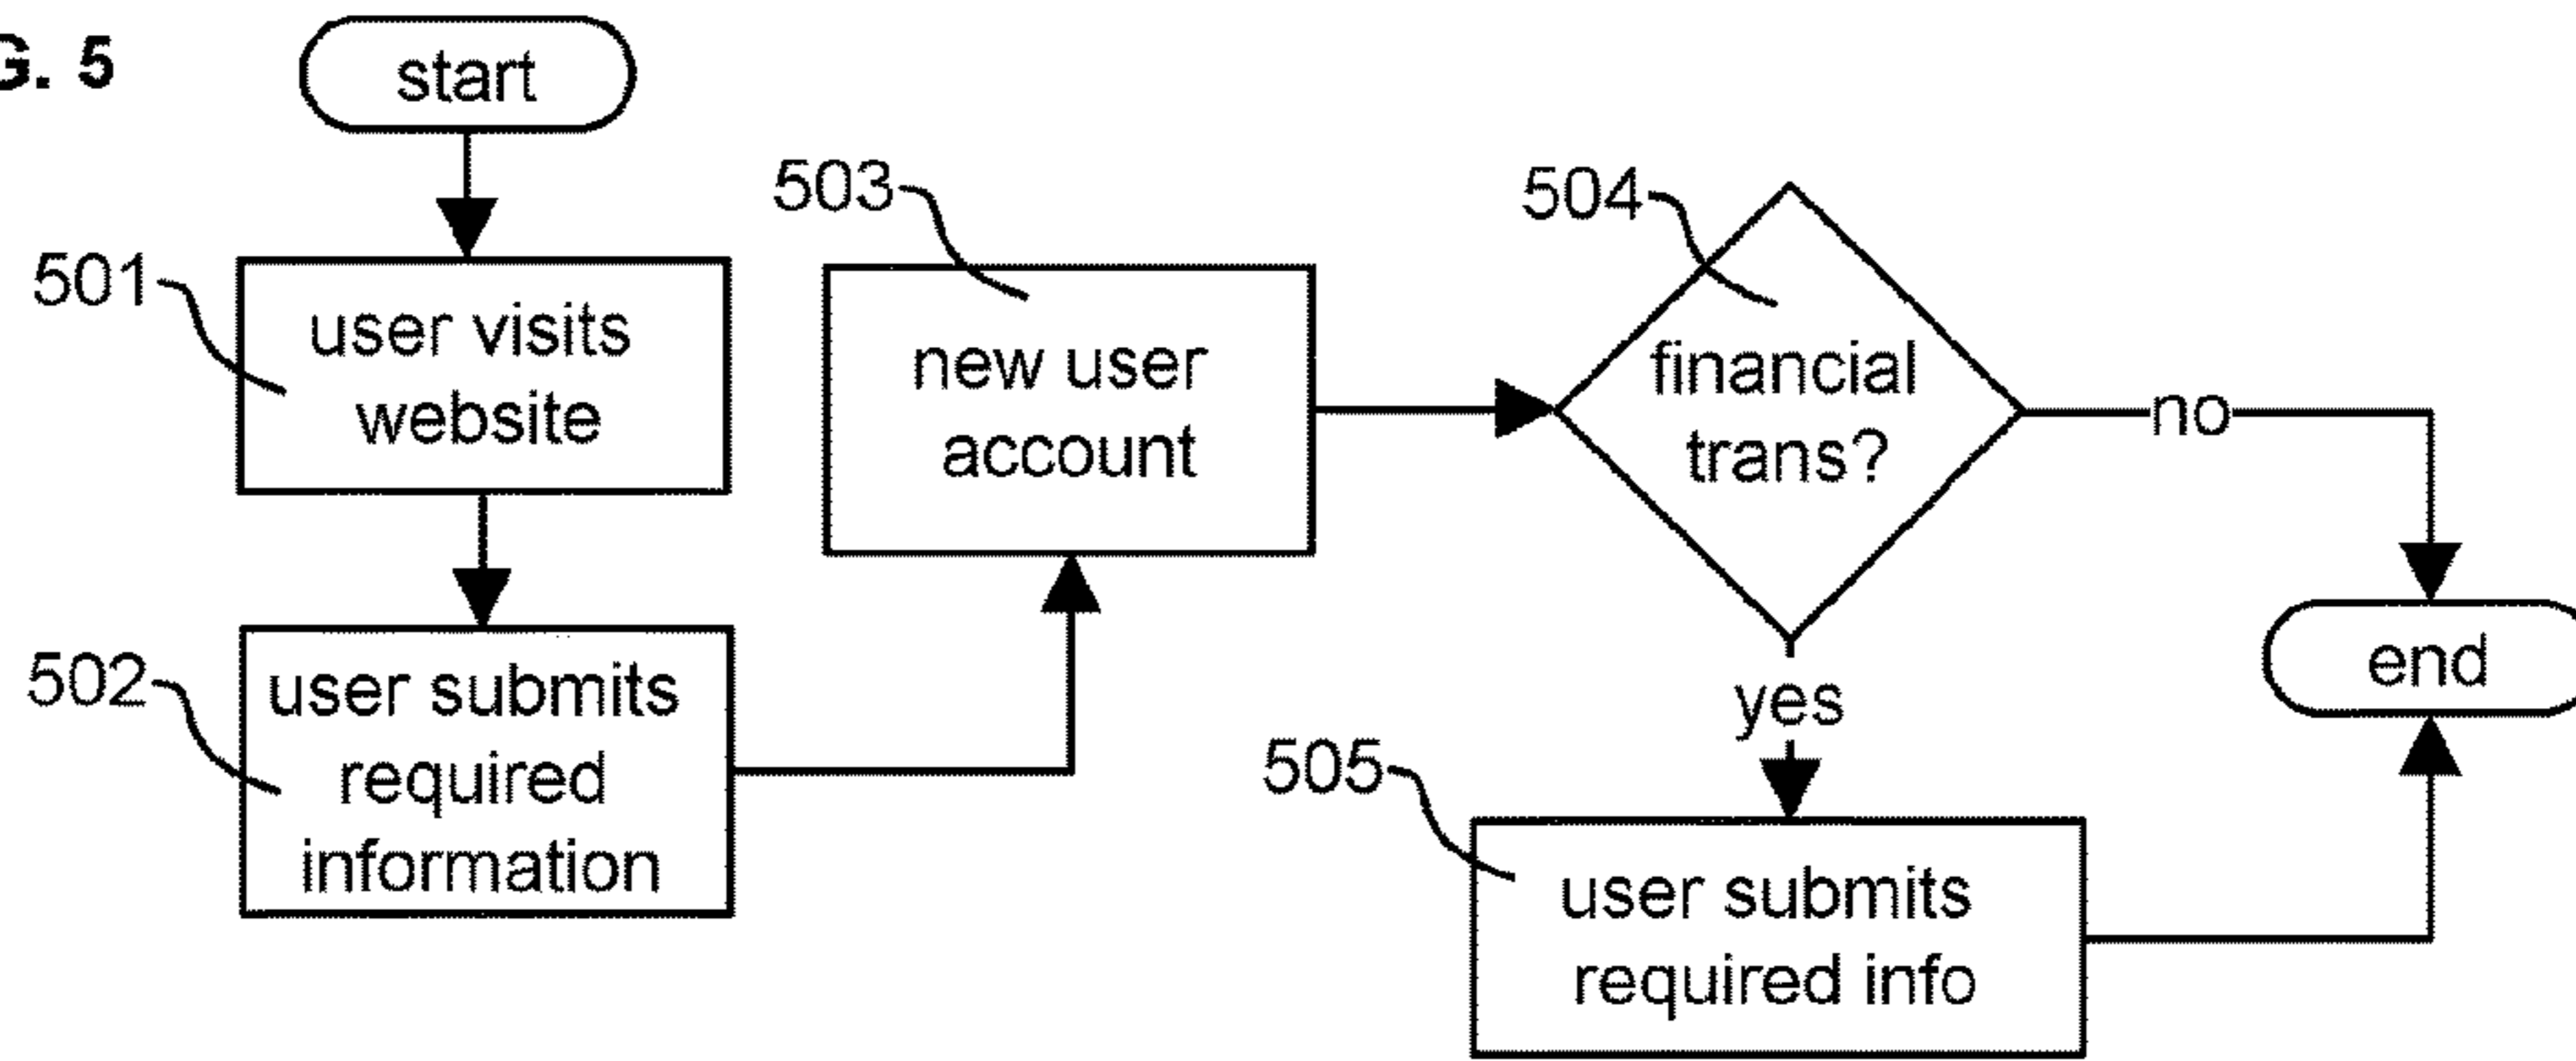 G. 5
start
501
user visits
website
502
user submits
required
information
503
new user
account
504
financial
trans?
no
yes
505
user submits
required info
end